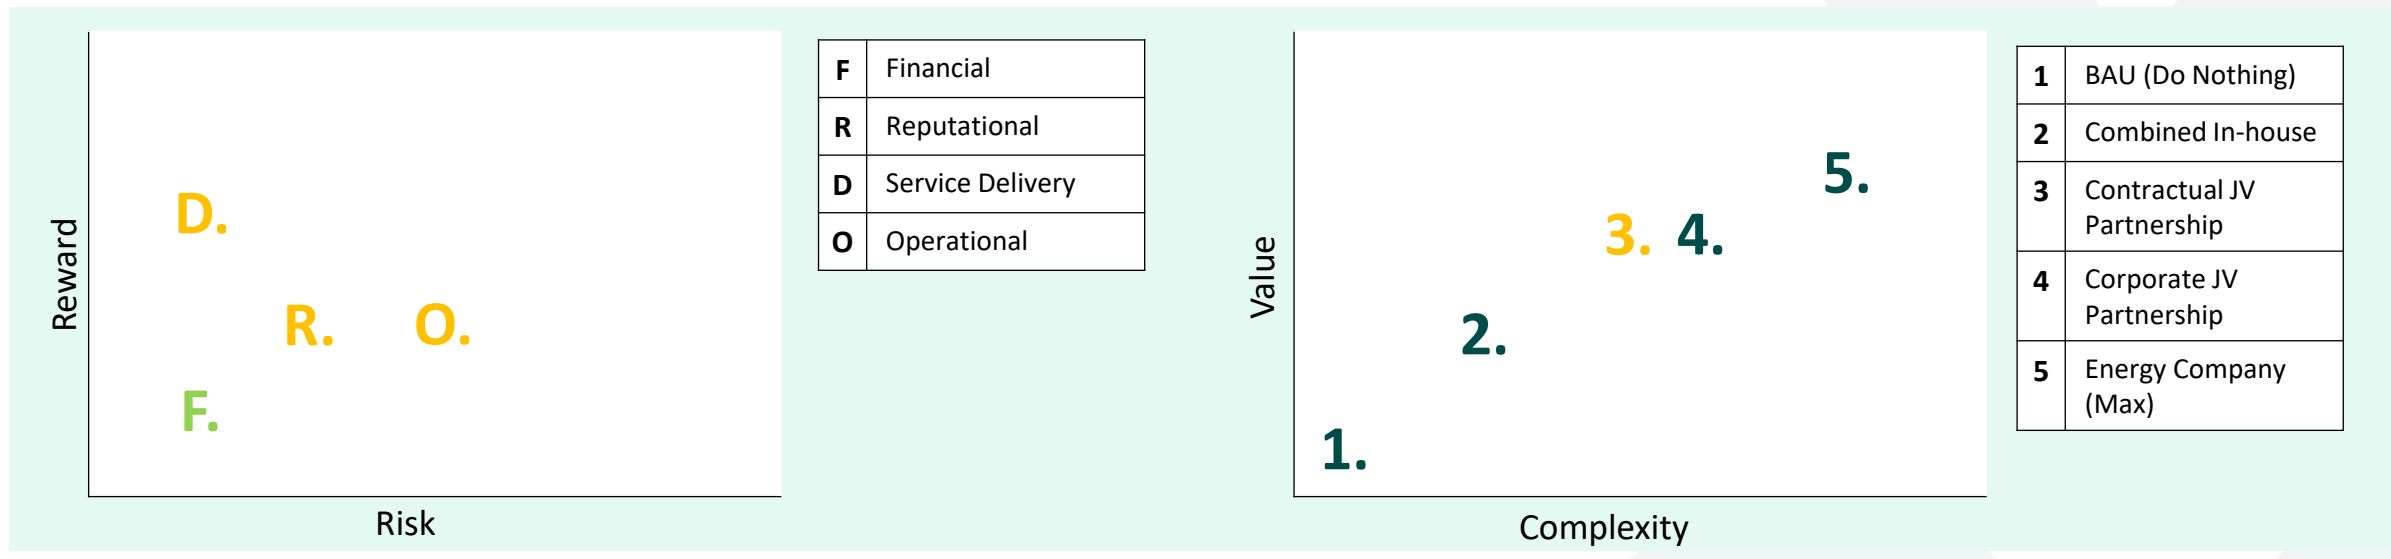 Reward
D.
R.
O.
F.
Risk
F Financial
R Reputational
D Service Delivery
O Operational
Value
5.
3.
4.
2.
1.
Complexity
1 BAU (Do Nothing)
2 Combined In-house
3 Contractual JV
Partnership
4 Corporate JV
Partnership
5 Energy Company
(Max)